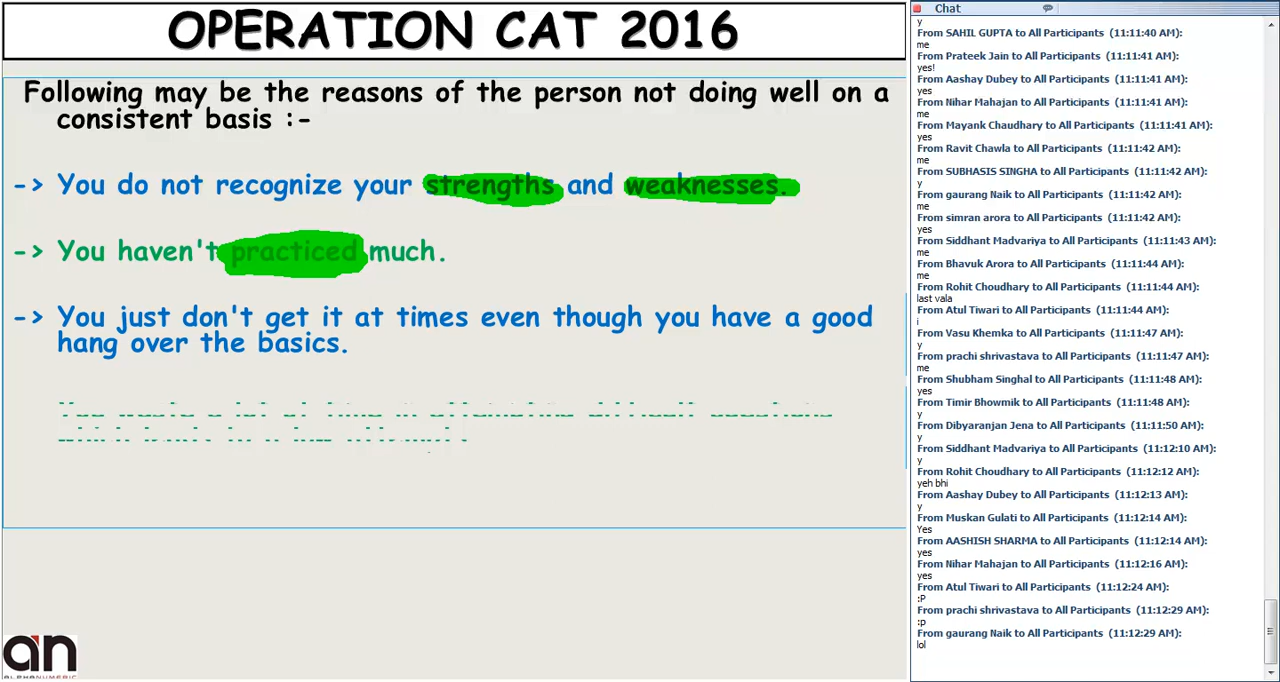 OPERATION CAT 2016
Following may be the reasons of the person not doing well on a
consistent basis :-
-> You do not recognize your strengths and weaknesses.
-> You haven't practiced much.
-> You just don't get it at times even though you have a good
hang over the basics.
an
ALPHANUMERIC
Chat
y
From SAHIL GUPTA to All Participants (11:11:40 AM):
me
From Prateek Jain to All Participants (11:11:41 AM):
yes!
From Aashay Dubey to All Participants (11:11:41 AM):
yes
From Nihar Mahajan to All Participants (11:11:41 AM):
me
From Mayank Chaudhary to All Participants (11:11:41 AM):
yes
From Ravit Chawla to All Participants (11:11:42 AM):
me
From SUBHASIS SINGHA to All Participants (11:11:42 AM):
y
From gaurang Naik to All Participants (11:11:42 AM):
me
From simran arora to All Participants (11:11:42 AM):
yes
From Siddhant Madvariya to All Participants (11:11:43 AM):
me
From Bhavuk Arora to All Participants (11:11:44 AM):
me
From Rohit Choudhary to All Participants (11:11:44 AM):
last vala
From Atul Tiwari to All Participants (11:11:44 AM):
i
From Vasu Khemka to All Participants (11:11:47 AM):
y
From prachi shrivastava to All Participants (11:11:47 AM):
me
From Shubham Singhal to All Participants (11:11:48 AM):
yes
From Timir Bhowmik to All Participants (11:11:48 AM):
y
From Dibyaranjan Jena to All Participants (11:11:50 AM):
y
From Siddhant Madvariya to All Participants (11:12:10 AM):
y
From Rohit Choudhary to All Participants (11:12:12 AM):
yeh bhi
From Aashay Dubey to All Participants (11:12:13 AM):
y
From Muskan Gulati to All Participants (11:12:14 AM):
Yes
From AASHISH SHARMA to All Participants (11:12:14 AM):
yes
From Nihar Mahajan to All Participants (11:12:16 AM):
yes
From Atul Tiwari to All Participants (11:12:24 AM):
:P
From prachi shrivastava to All Participants (11:12:29 AM):
:p
From gaurang Naik to All Participants (11:12:29 AM):
lol